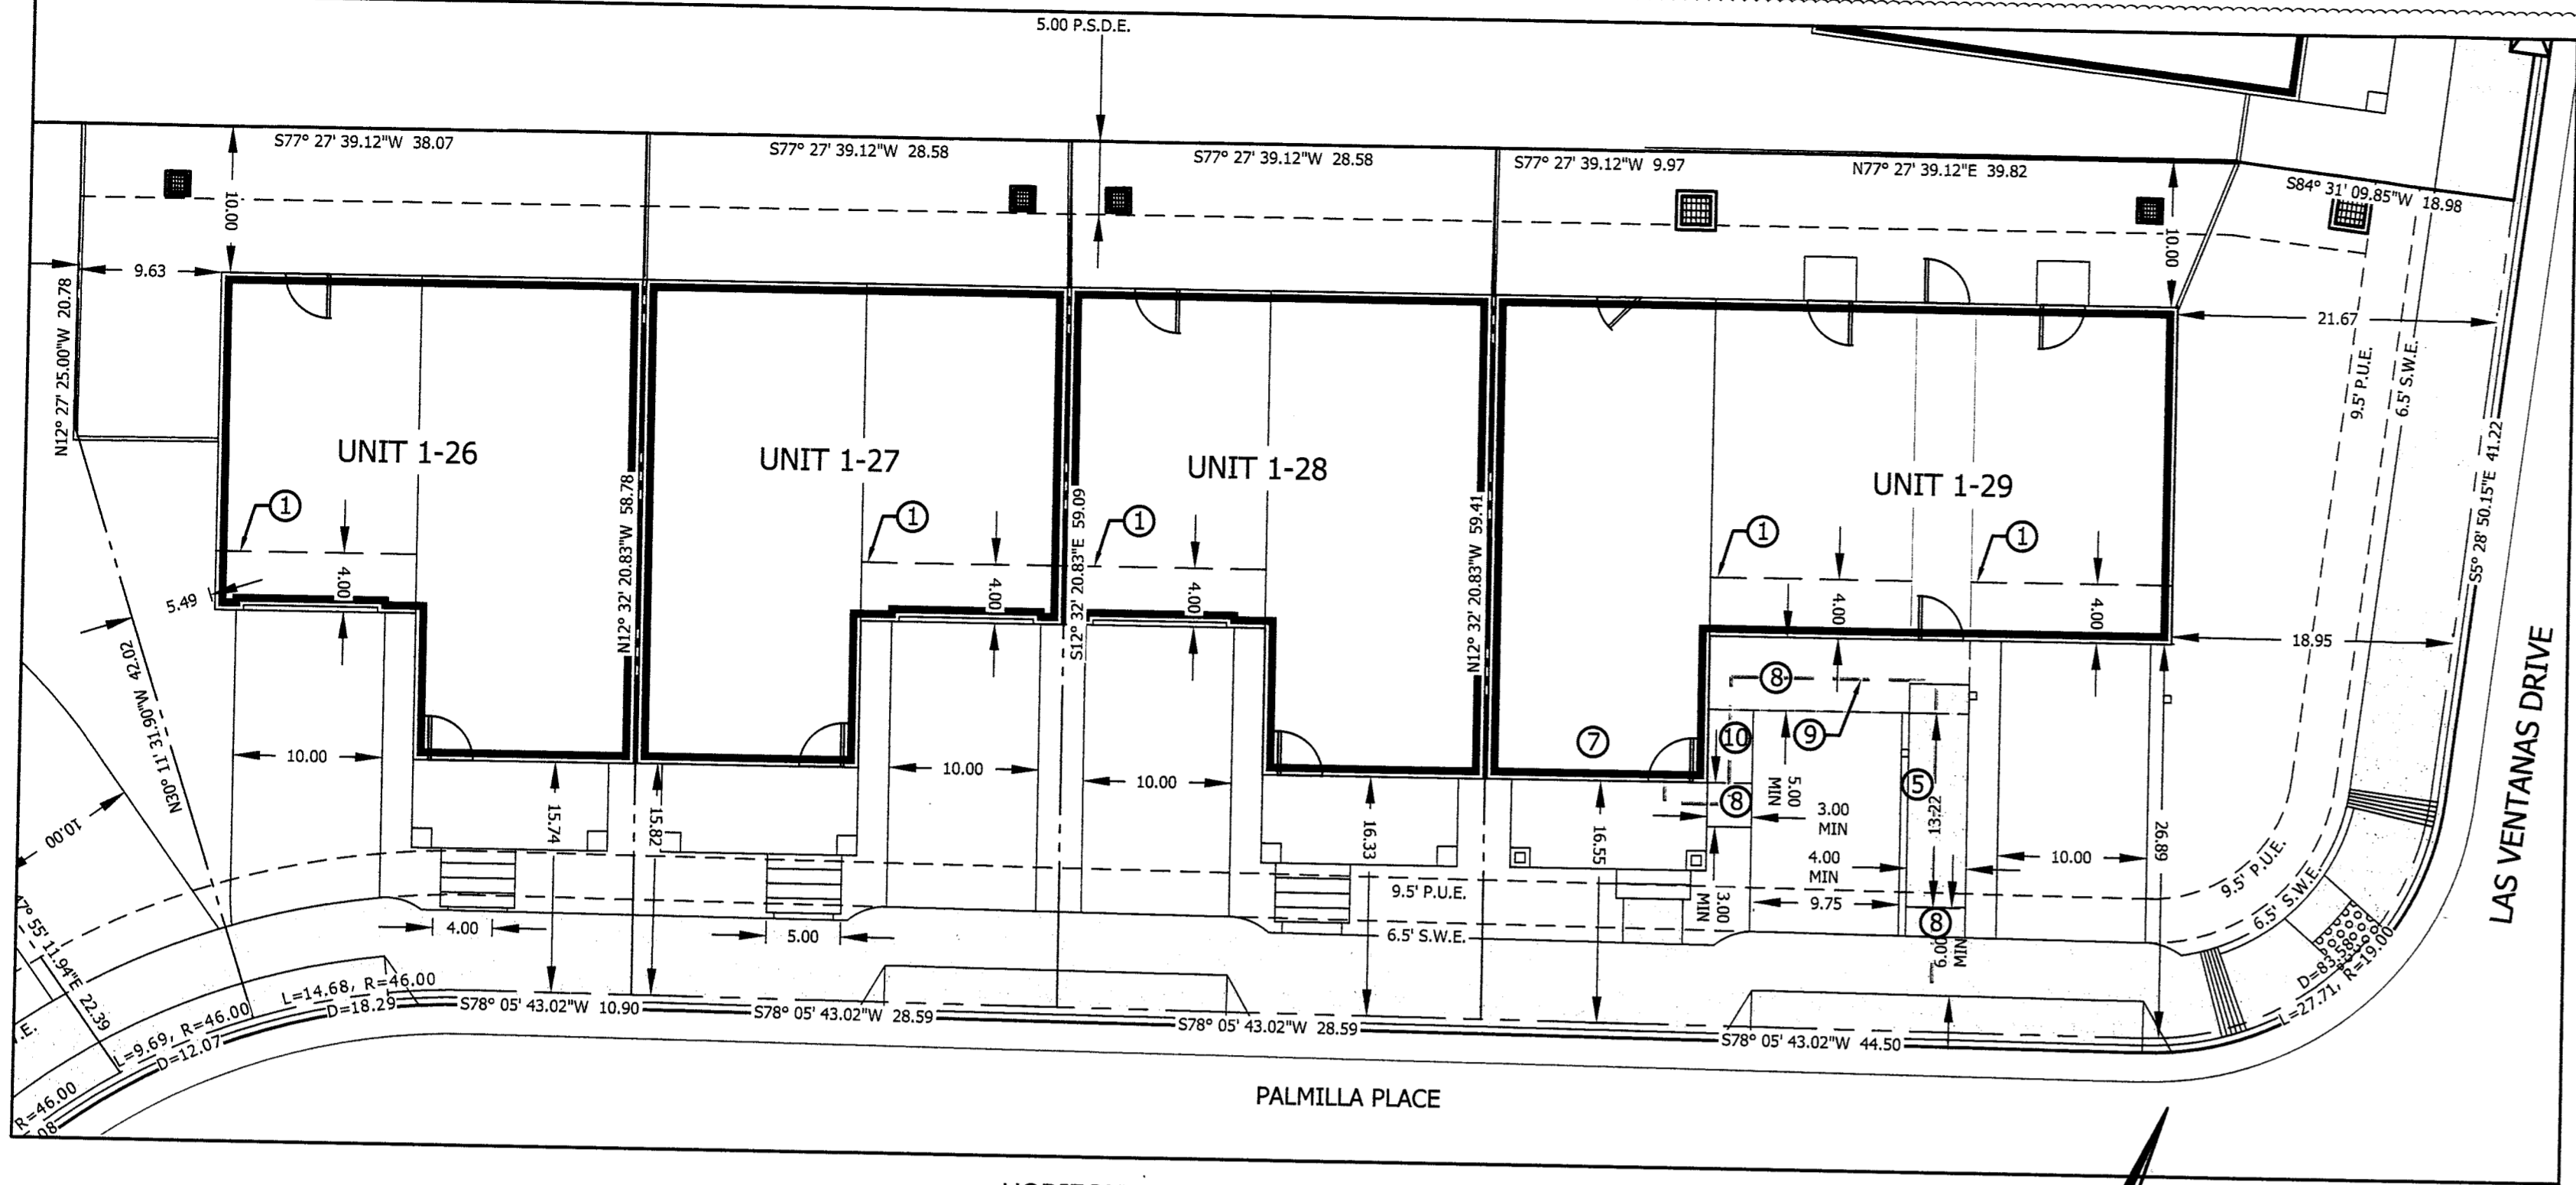 5.00 P.S.D.E.
S77° 27' 39.12"W 38.07
S77° 27' 39.12"W 28.58
S77° 27' 39.12"W 28.58
S77° 27' 39.12"W 9.97
N77° 27' 39.12"E 39.82
S84° 31' 09.85"W 18.98
10.00
10.00
9.63
21.67
N12° 27' 25.00"W 20.78
9.5' P.U.E.
6.5' S.W.E.
S5° 28' 50.15"E 41.22
UNIT 1-26
UNIT 1-27
UNIT 1-28
UNIT 1-29
N12° 32' 20.83"W 58.78
S12° 32' 20.83"E 59.09
N12° 32' 20.83"W 59.41
1
1
1
1
1
4.00
4.00
4.00
4.00
4.00
5.49
18.95
N30° 11' 31.90"W 42.02
LAS VENTANAS DRIVE
8
9
7
10
10.00
10.00
10.00
10.00
5.00
MIN
5
8
13.22
3.00
MIN
15.74
15.82
16.33
16.55
26.89
4.00
MIN
10.00
9.75
3.00
MIN
9.5' P.U.E.
6.5' S.W.E.
9.5' P.U.E.
6.5' S.W.E.
8
6.00
MIN
4.00
5.00
47° 55' 11.94"E 22.39
.E.
L=14.68, R=46.00
D=18.29
L=9.69, R=46.00
D=12.07
R=46.00
08
S78° 05' 43.02"W 10.90
S78° 05' 43.02"W 28.59
S78° 05' 43.02"W 28.59
S78° 05' 43.02"W 44.50
D=83.58
L=27.71, R=19.00
PALMILLA PLACE